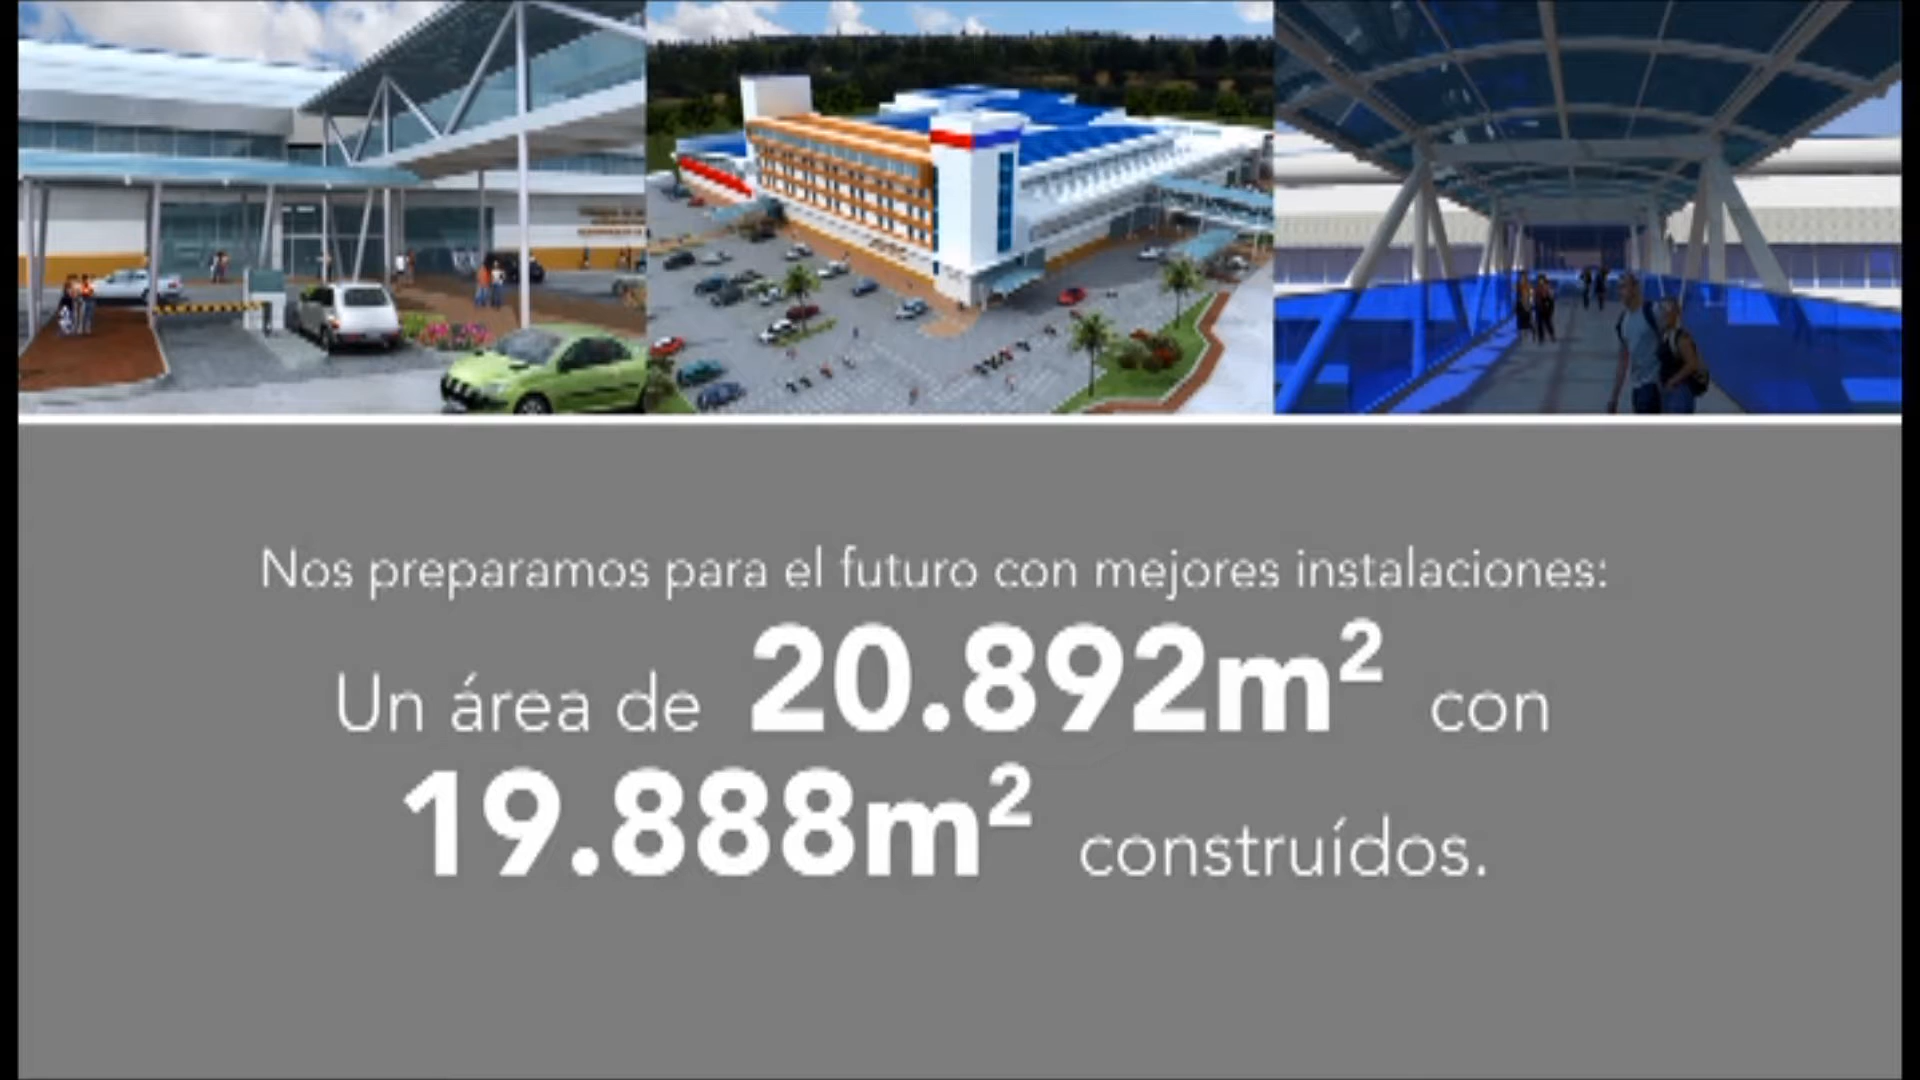 Nos preparamos para el futuro con mejores instalaciones:
Un área de 20.892m² con
19.888m² construídos.